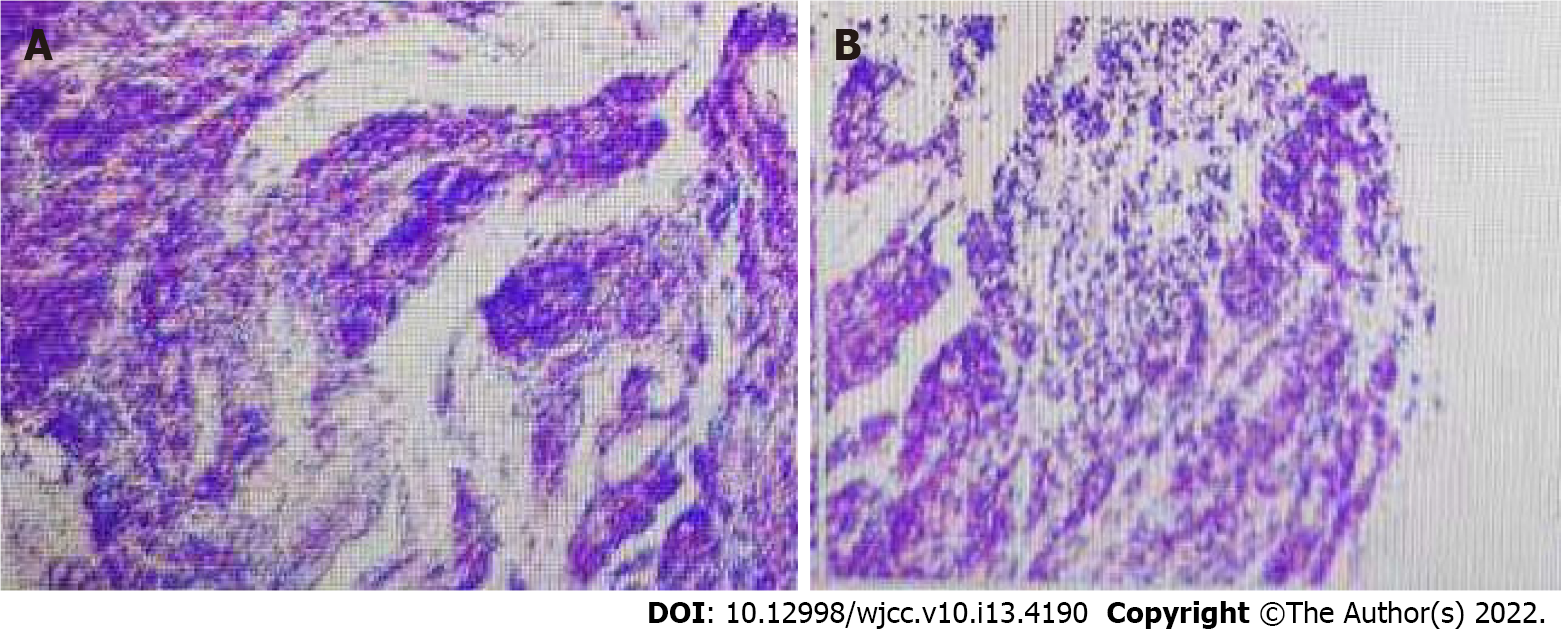 A
B
DOI: 10.12998/wjcc.v10.i13.4190 Copyright ©The Author(s) 2022.